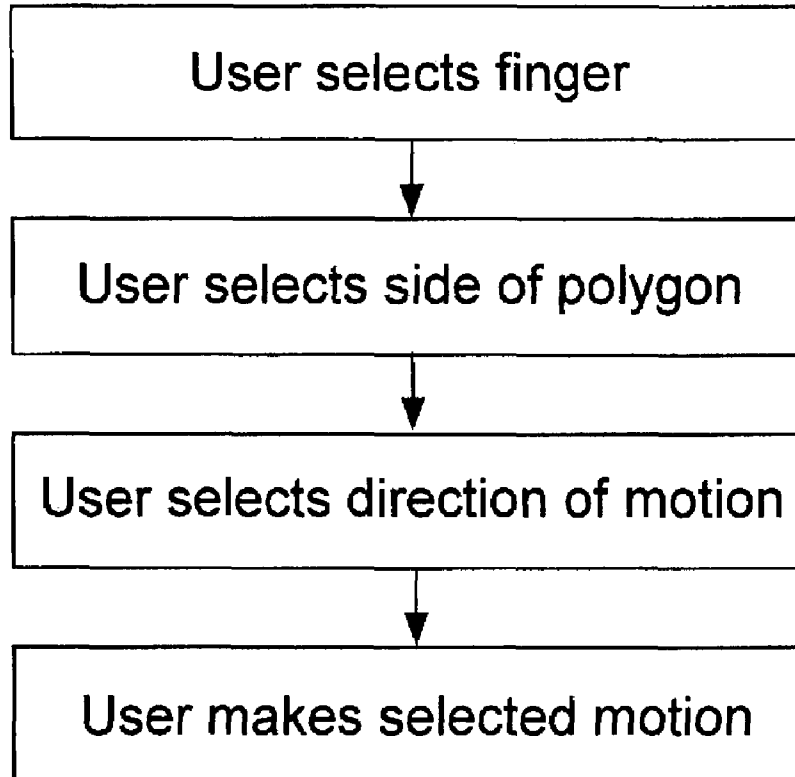 User selects finger
User selects side of polygon
User selects direction of motion
User makes selected motion